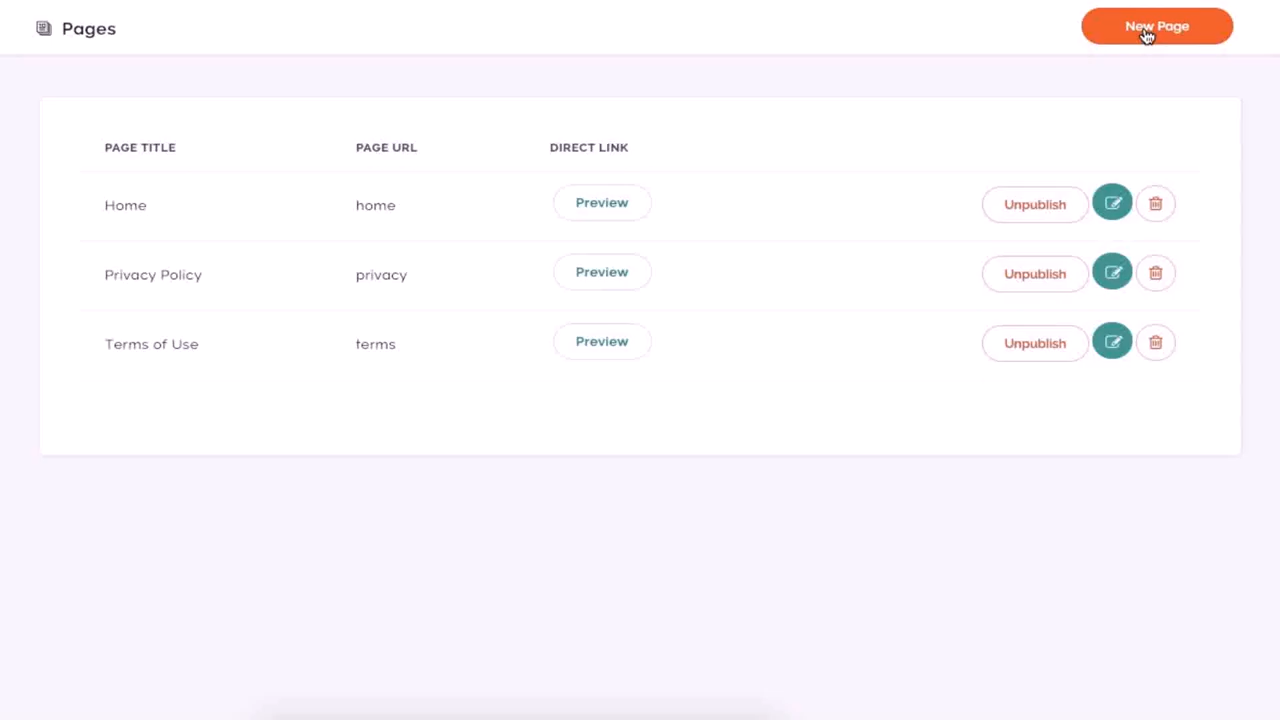 Pages
New Page
PAGE TITLE PAGE URL DIRECT LINK
Home home Preview Unpublish
Privacy Policy privacy Preview Unpublish
Terms of Use terms Preview Unpublish